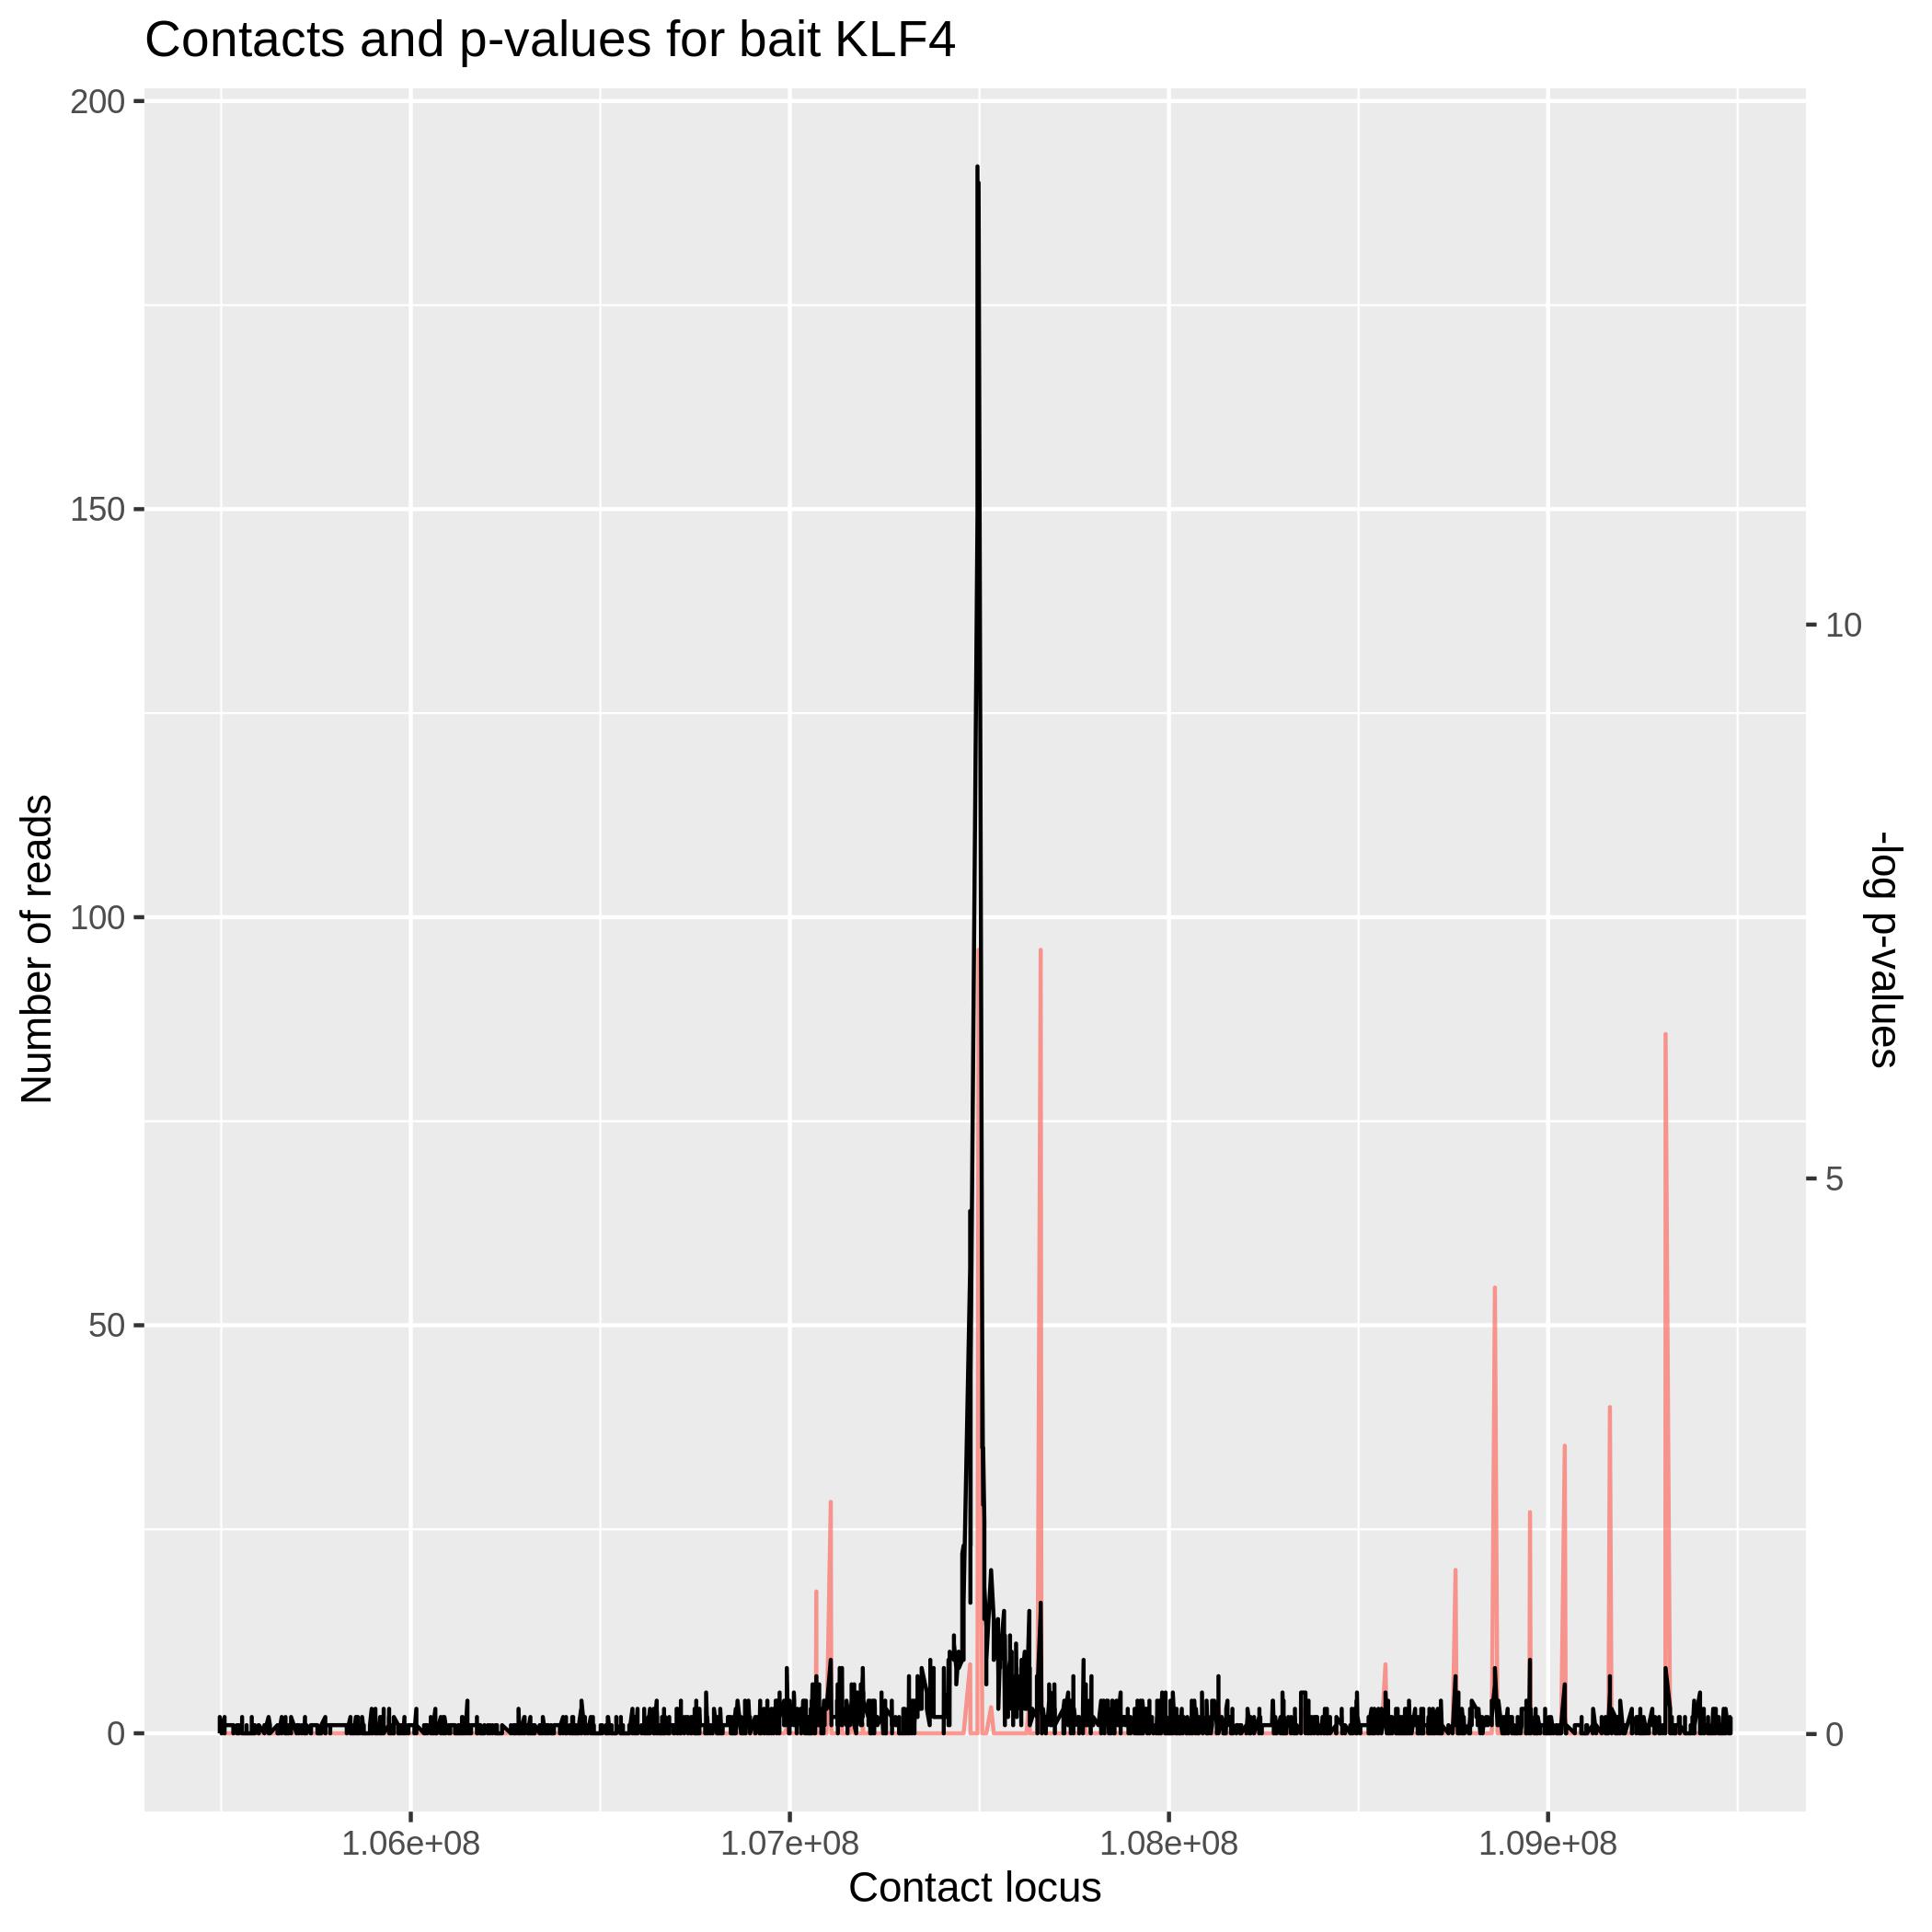 Contacts and p-values for bait KLF4
200
150
100
50
0
Number of reads
10
5
0
-log p-values
1.06e+08
1.07e+08
1.08e+08
1.09e+08
Contact locus